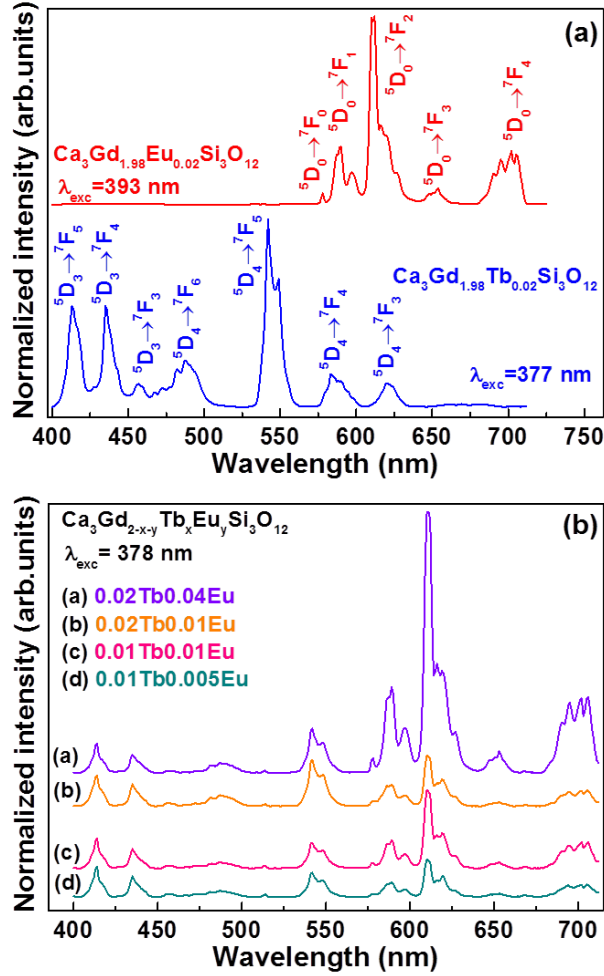 (a)
Normalized intensity (arb.units)
⁵D₀→⁷F₀
⁵D₀→⁷F₁
⁵D₀→⁷F₂
⁵D₀→⁷F₃
⁵D₀→⁷F₄
Ca₃Gd₁.₉₈Eu₀.₀₂Si₃O₁₂
λexc=393 nm
⁵D₃→⁷F₅
⁵D₃→⁷F₄
⁵D₃→⁷F₃
⁵D₄→⁷F₆
⁵D₄→⁷F₅
⁵D₄→⁷F₄
⁵D₄→⁷F₃
Ca₃Gd₁.₉₈Tb₀.₀₂Si₃O₁₂
λexc=377 nm
400 450 500 550 600 650 700 750
Wavelength (nm)
(b)
Normalized intensity (arb.units)
Ca₃Gd₂₋ₓ₋ᵧTbₓEuᵧSi₃O₁₂
λexc= 378 nm
(a) 0.02Tb0.04Eu
(b) 0.02Tb0.01Eu
(c) 0.01Tb0.01Eu
(d) 0.01Tb0.005Eu
(a)
(b)
(c)
(d)
400 450 500 550 600 650 700
Wavelength (nm)